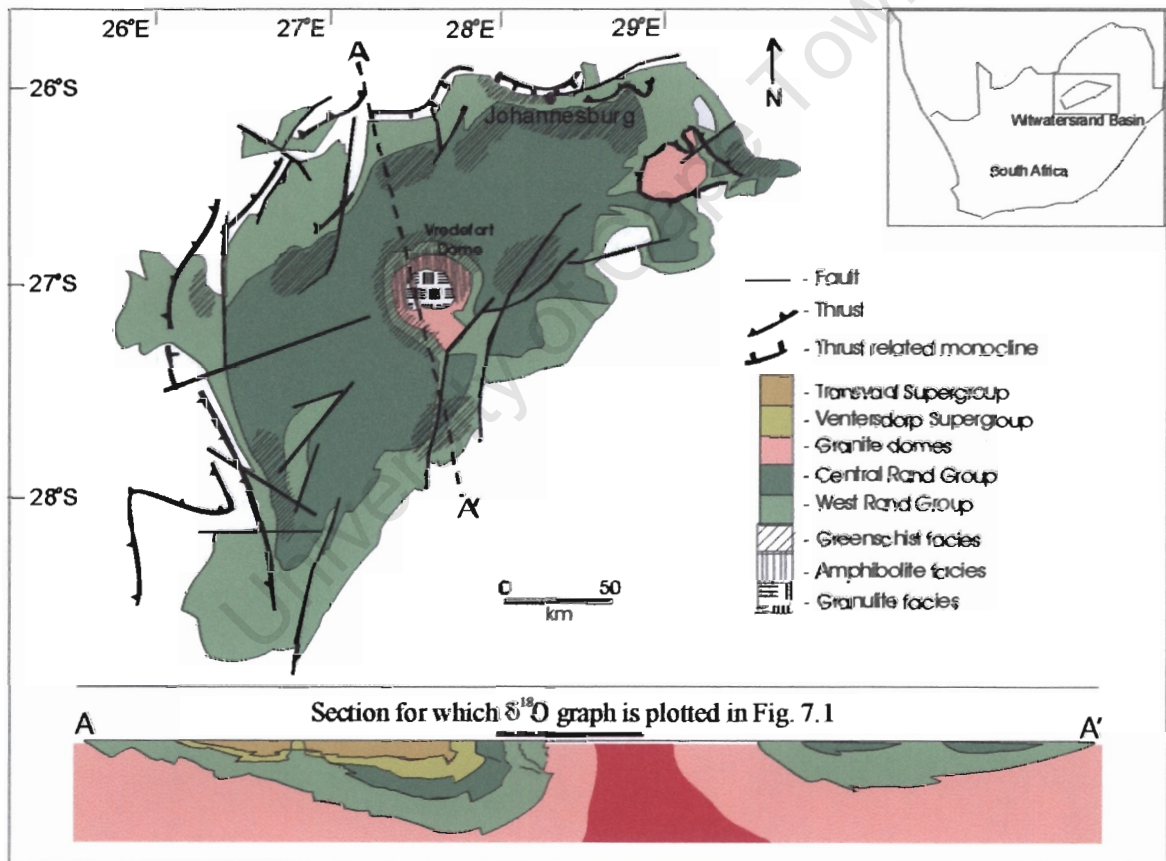 26°E 27°E 28°E 29°E
A
26°S
N
Johannesburg
Witwatersrand Basin
South Africa
Vredefort
Dome
27°S
- Fault
- Thrust
- Thrust related monocline
- Transvaal Supergroup
- Ventersdorp Supergroup
- Granite domes
- Central Rand Group
- West Rand Group
- Greenschist facies
- Amphibolite facies
- Granulite facies
28°S
A'
0 50
km
Section for which δ¹⁸O graph is plotted in Fig. 7.1
A A'